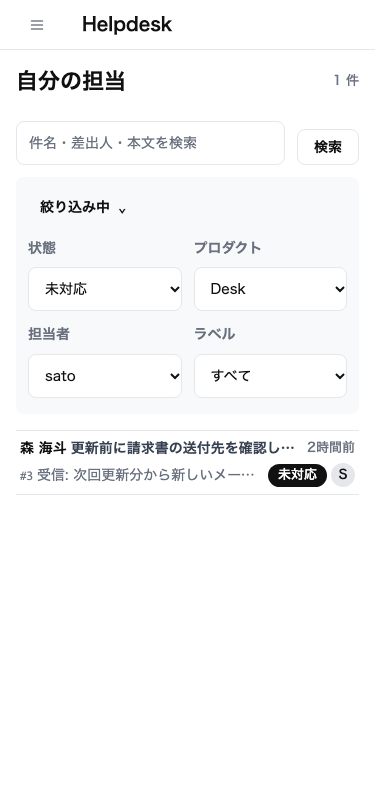 Helpdesk
自分の担当
1 件
件名・差出人・本文を検索
検索
絞り込み中
状態
プロダクト
未対応
Desk
担当者
ラベル
sato
すべて
森 海斗 更新前に請求書の送付先を確認し… 2時間前
#3 受信: 次回更新分から新しいメー… 未対応 S